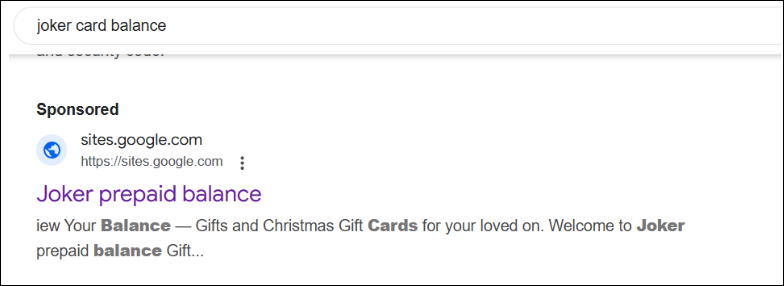 joker card balance
and security code.
Sponsored
sites.google.com
https://sites.google.com
Joker prepaid balance
iew Your Balance — Gifts and Christmas Gift Cards for your loved on. Welcome to Joker
prepaid balance Gift...